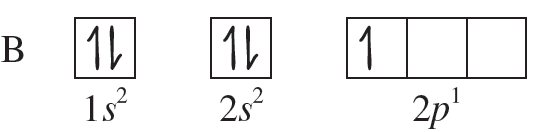 B ↿⇂ ↿⇂ ↿
1s² 2s² 2p¹